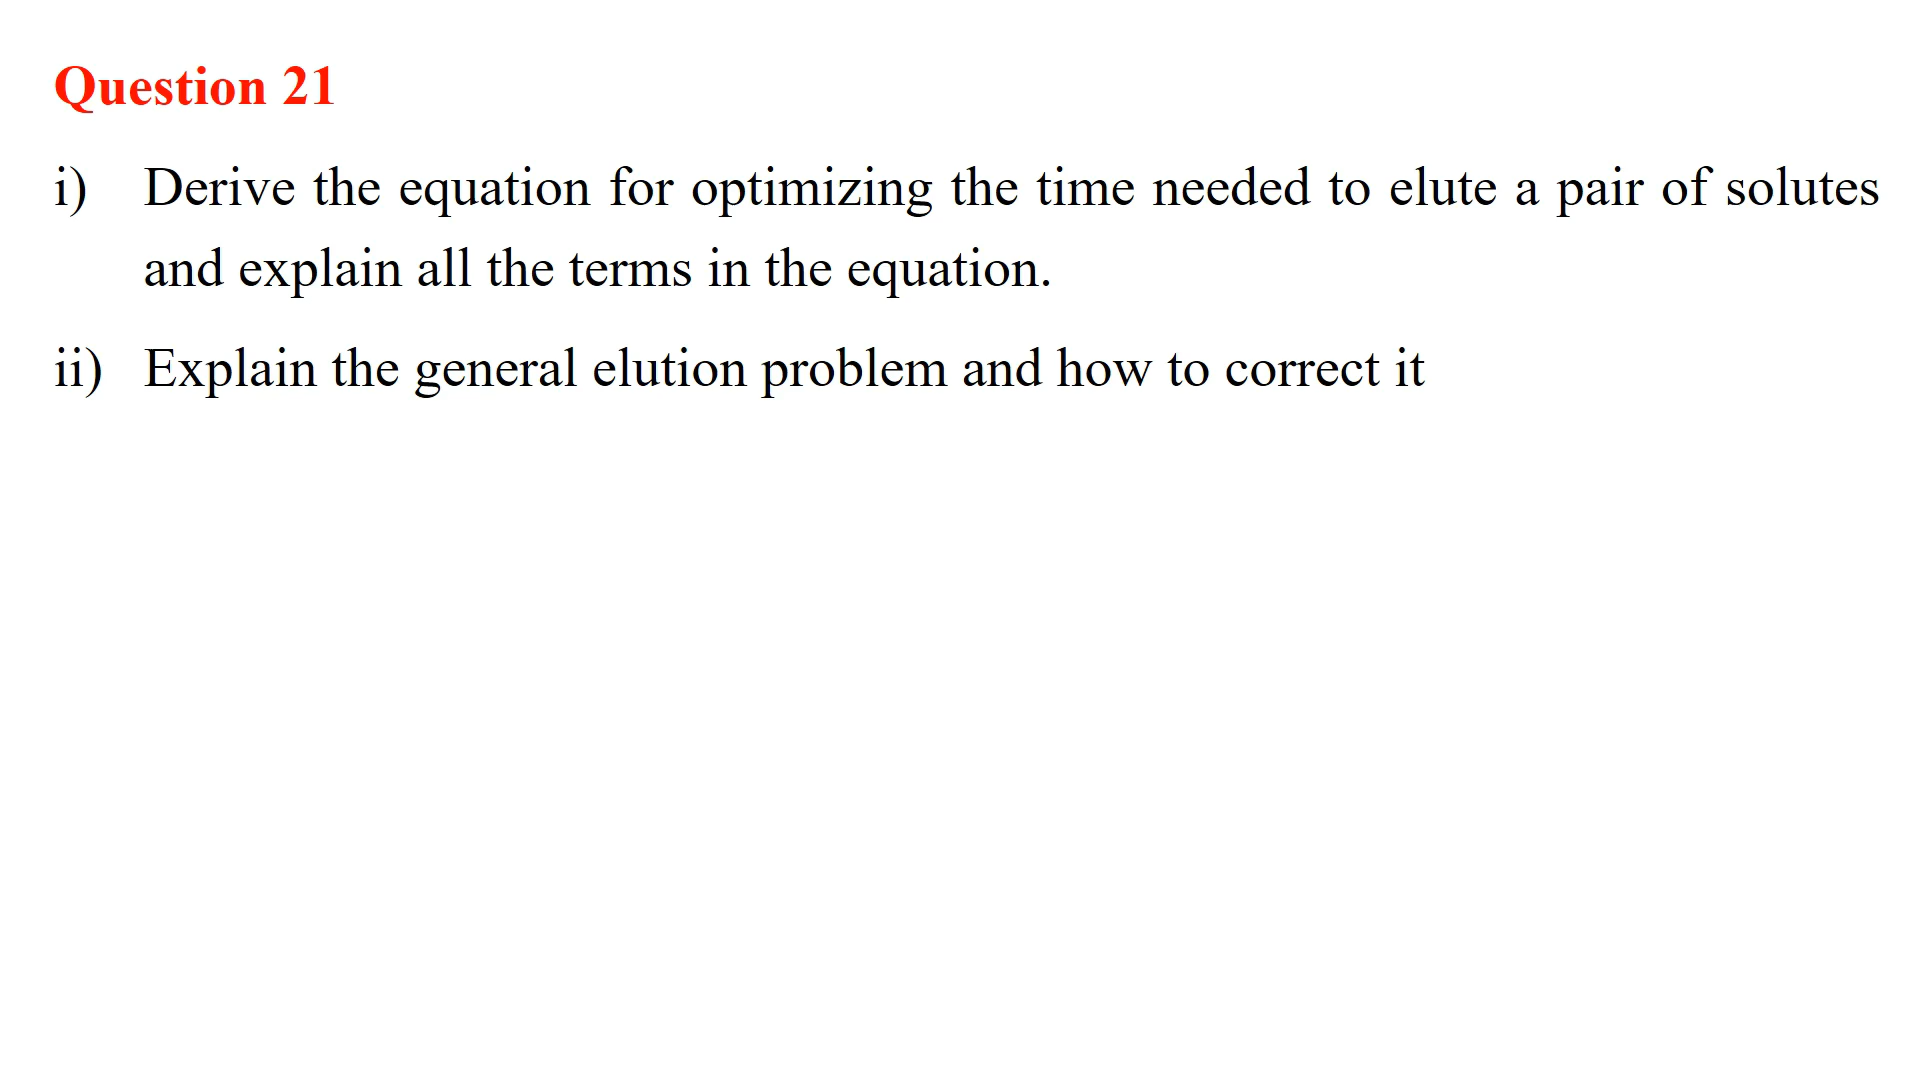 Question 21
i) Derive the equation for optimizing the time needed to elute a pair of solutes
and explain all the terms in the equation.
ii) Explain the general elution problem and how to correct it